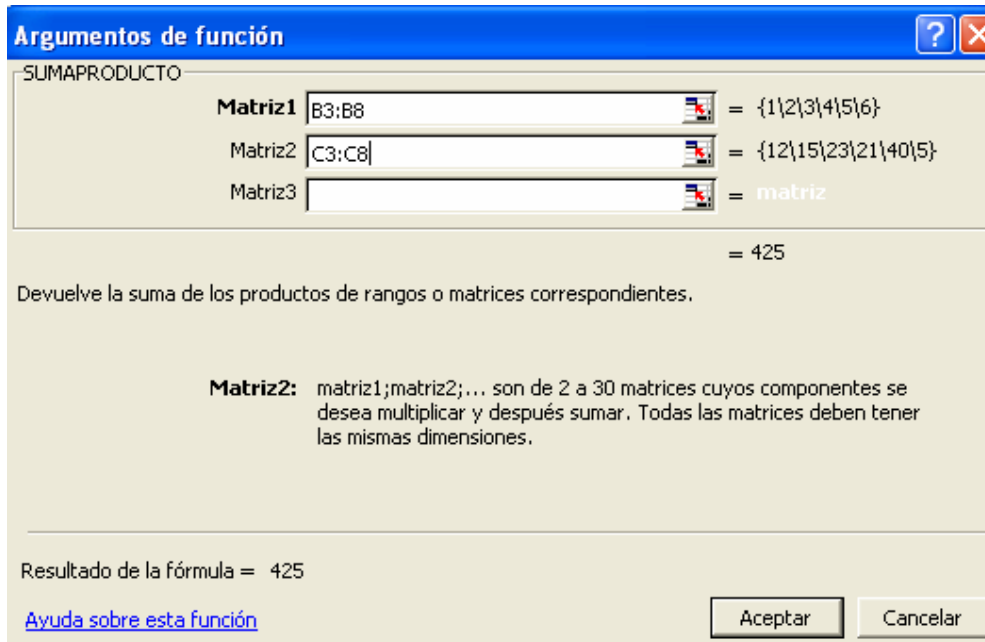 Argumentos de función
SUMAPRODUCTO
Matriz1 B3:B8 = {1\2\3\4\5\6}
Matriz2 C3:C8 = {12\15\23\21\40\5}
Matriz3 = matriz
= 425
Devuelve la suma de los productos de rangos o matrices correspondientes.
Matriz2: matriz1;matriz2;... son de 2 a 30 matrices cuyos componentes se
desea multiplicar y después sumar. Todas las matrices deben tener
las mismas dimensiones.
Resultado de la fórmula = 425
Ayuda sobre esta función Aceptar Cancelar